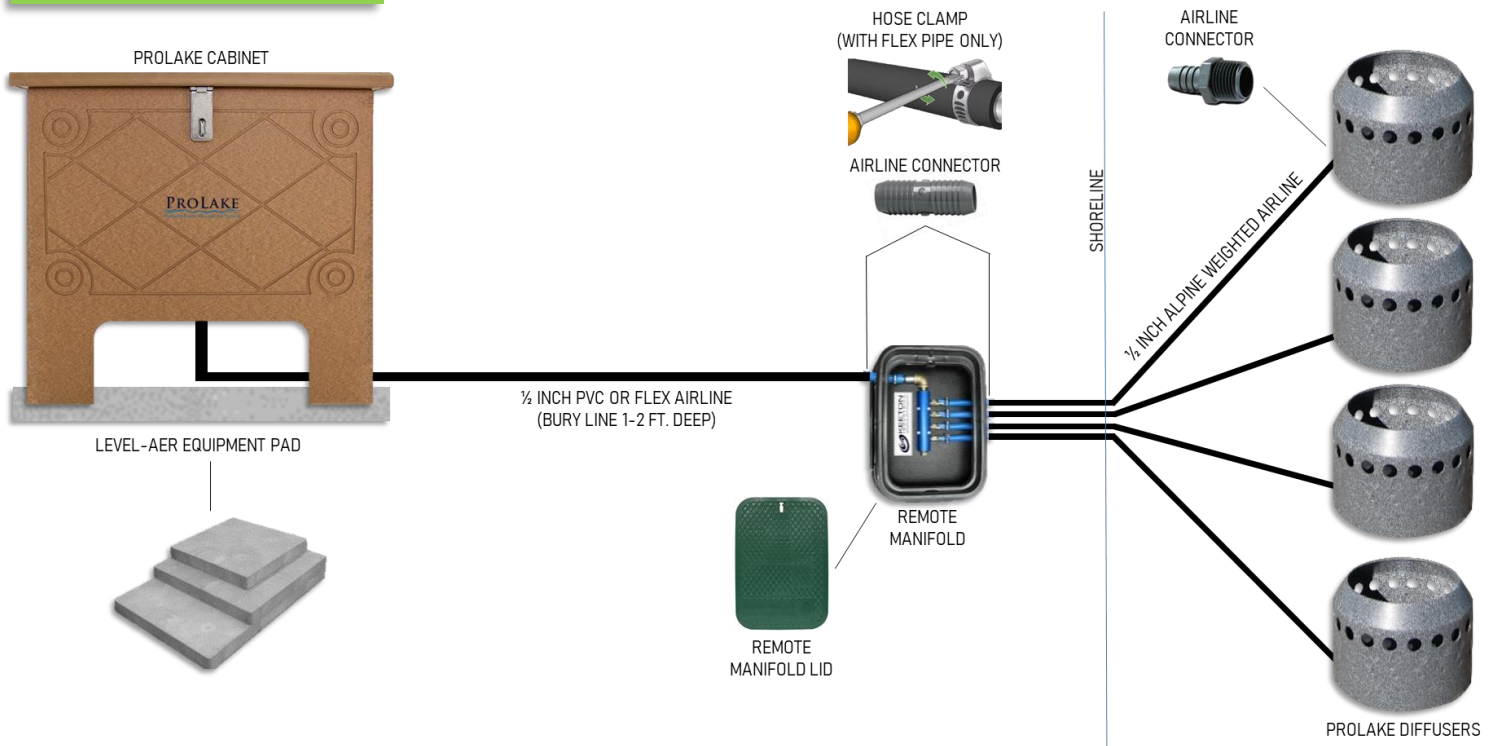 PROLAKE CABINET
PROLAKE
LEVEL-AER EQUIPMENT PAD
½ INCH PVC OR FLEX AIRLINE
(BURY LINE 1-2 FT. DEEP)
HOSE CLAMP
(WITH FLEX PIPE ONLY)
AIRLINE CONNECTOR
KEETON
REMOTE
MANIFOLD
REMOTE
MANIFOLD LID
SHORELINE
AIRLINE
CONNECTOR
½ INCH ALPINE WEIGHTED AIRLINE
PROLAKE DIFFUSERS